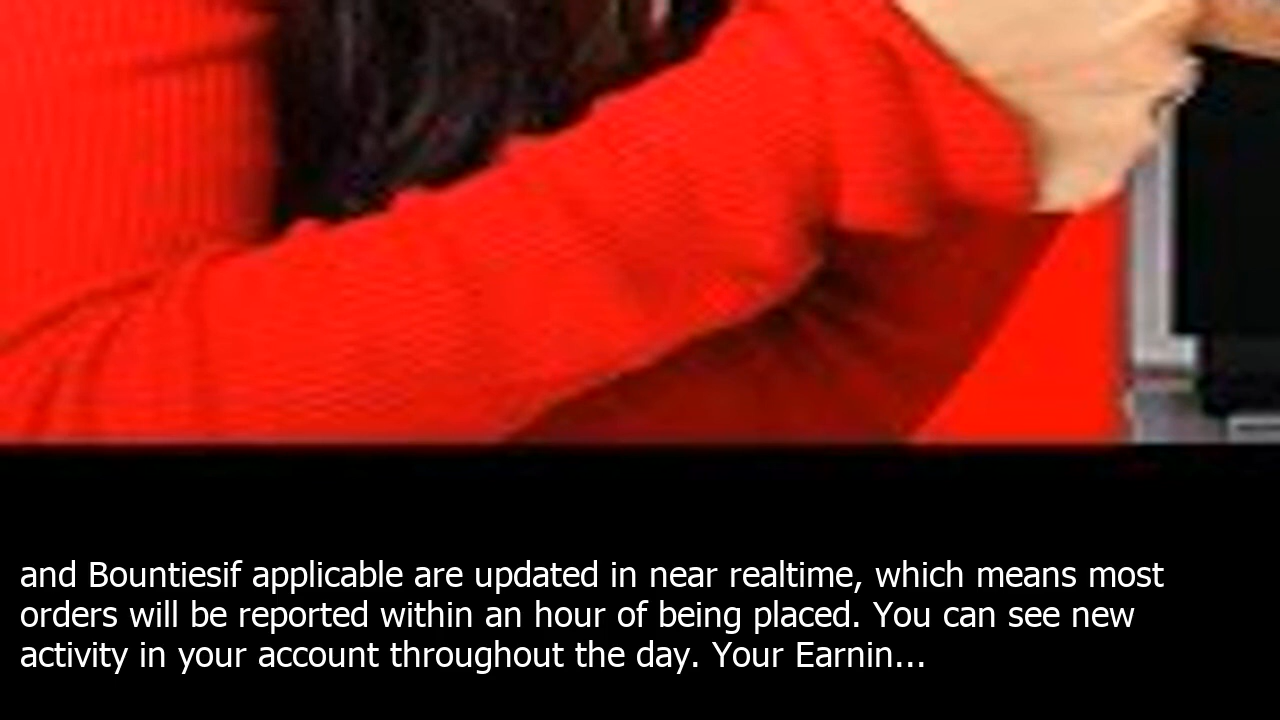 and Bountiesif applicable are updated in near realtime, which means most
orders will be reported within an hour of being placed. You can see new
activity in your account throughout the day. Your Earnin...